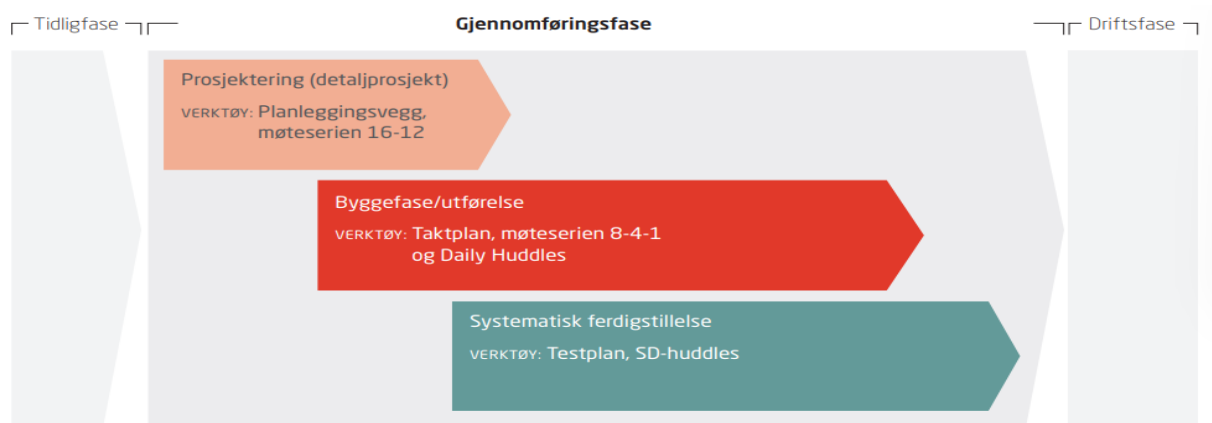 Tidligfase
Gjennomføringsfase
Driftsfase
Prosjektering (detaljprosjekt)
VERKTØY: Planleggingsvegg,
møteserien 16-12
Byggefase/utførelse
VERKTØY: Taktplan, møteserien 8-4-1
og Daily Huddles
Systematisk ferdigstillelse
VERKTØY: Testplan, SD-huddles